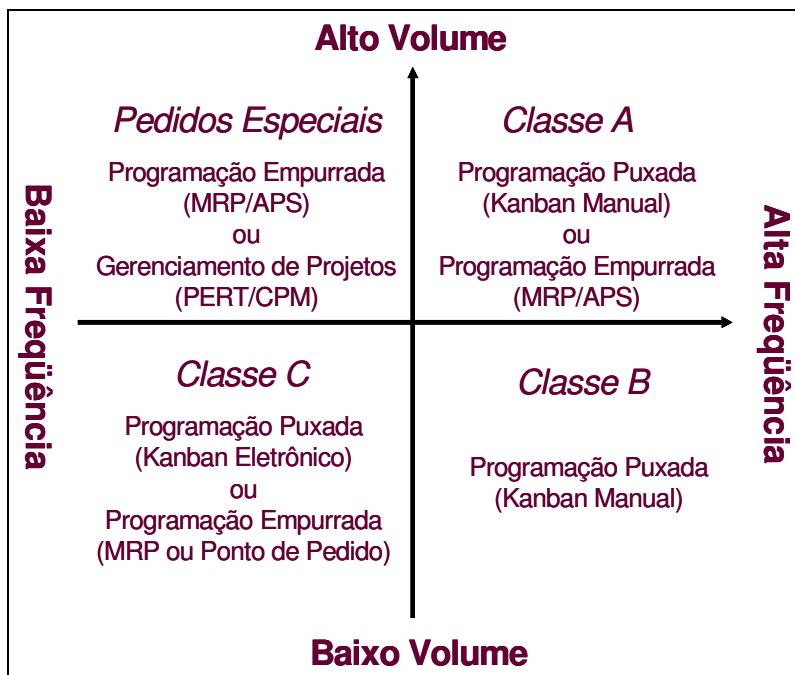 Alto Volume
Pedidos Especiais
Programação Empurrada
(MRP/APS)
ou
Gerenciamento de Projetos
(PERT/CPM)
Classe A
Programação Puxada
(Kanban Manual)
ou
Programação Empurrada
(MRP/APS)
Baixa Freqüência
Alta Freqüência
Classe C
Programação Puxada
(Kanban Eletrônico)
ou
Programação Empurrada
(MRP ou Ponto de Pedido)
Classe B
Programação Puxada
(Kanban Manual)
Baixo Volume